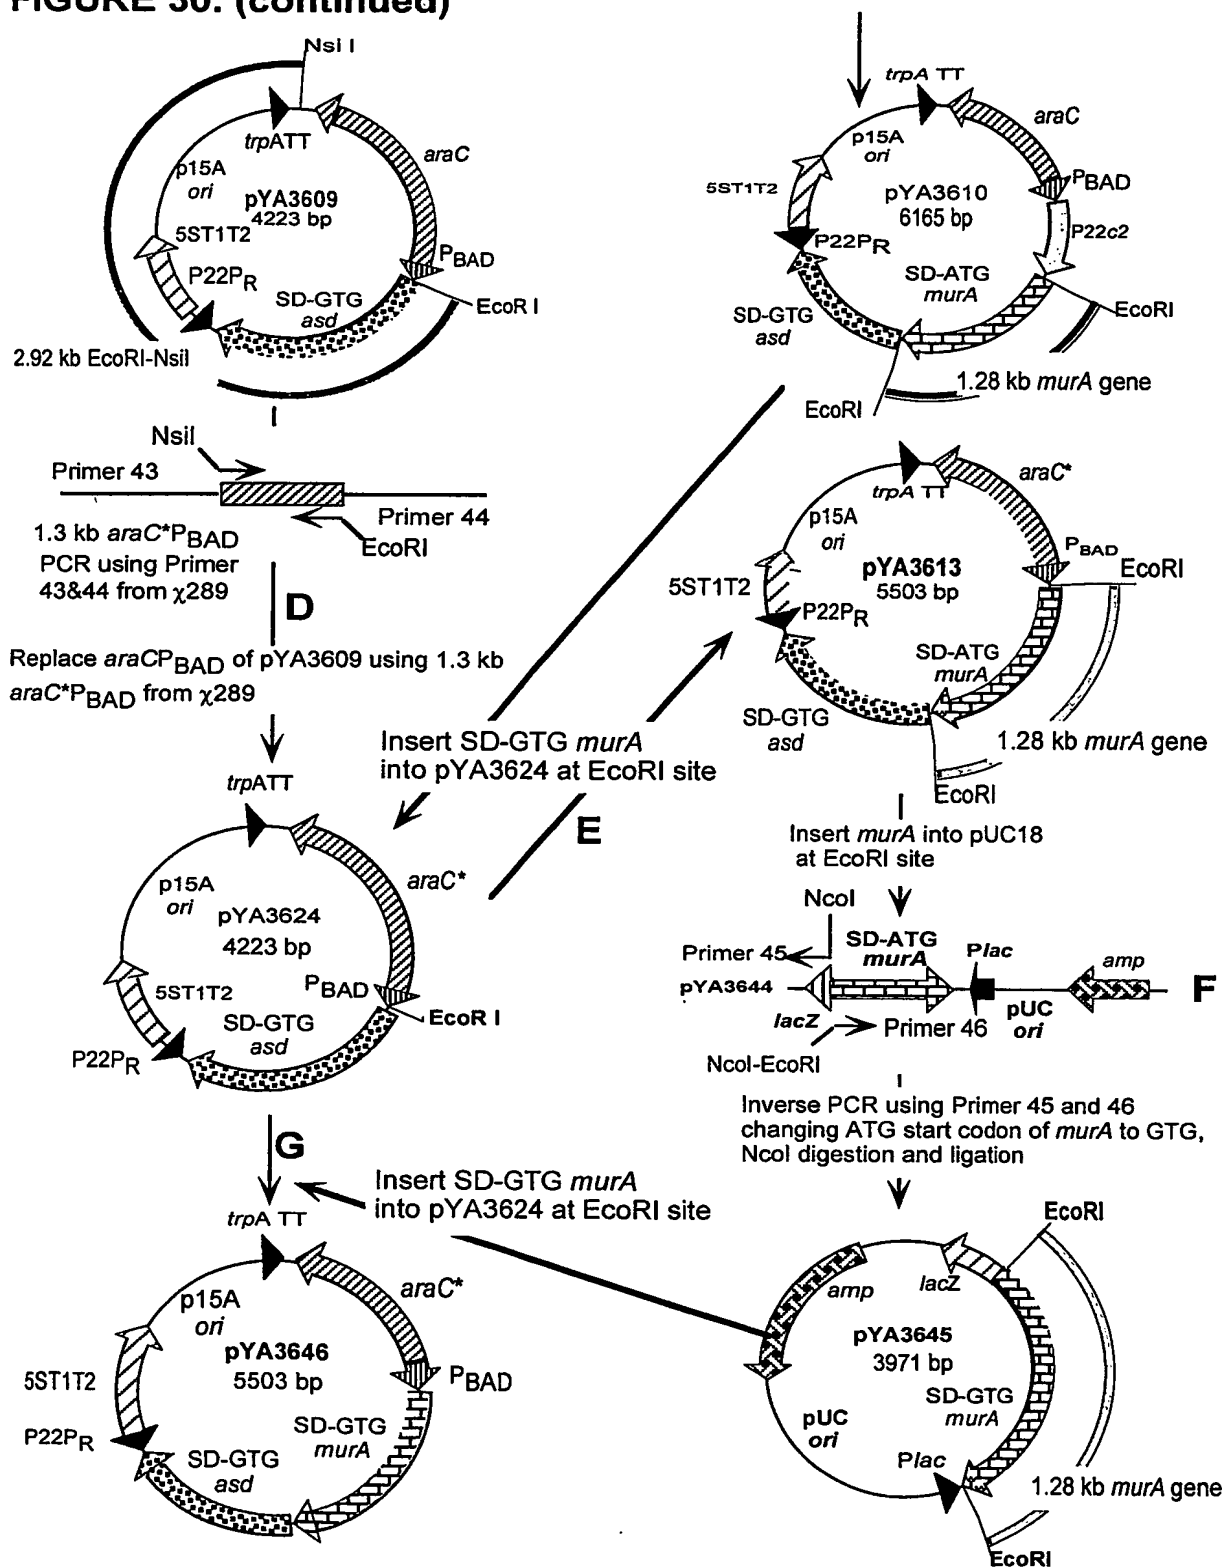 FIGURE 30. (continued)
Nsi I
trpATT
araC
p15A
ori
pYA3609
4223 bp
5ST1T2
P22PR
PBAD
SD-GTG
asd
EcoR I
2.92 kb EcoRI-NsiI
NsiI
Primer 43
Primer 44
EcoRI
1.3 kb araC*PBAD
PCR using Primer
43&44 from χ289
D
Replace araCPBAD of pYA3609 using 1.3 kb
araC*PBAD from χ289
trpATT
araC*
p15A
ori
pYA3624
4223 bp
5ST1T2
PBAD
EcoR I
SD-GTG
asd
P22PR
G
Insert SD-GTG murA
into pYA3624 at EcoRI site
E
Insert SD-GTG murA
into pYA3624 at EcoRI site
trpA TT
araC*
p15A
ori
pYA3646
5503 bp
5ST1T2
PBAD
P22PR
SD-GTG
murA
SD-GTG
asd
trpA TT
araC
p15A
ori
5ST1T2
pYA3610
6165 bp
PBAD
P22c2
P22PR
SD-ATG
murA
SD-GTG
asd
EcoRI
1.28 kb murA gene
EcoRI
trpA TT
araC*
p15A
ori
PBAD
EcoRI
pYA3613
5503 bp
5ST1T2
P22PR
SD-ATG
murA
SD-GTG
asd
1.28 kb murA gene
EcoRI
Insert murA into pUC18
at EcoRI site
NcoI
Primer 45
SD-ATG
murA
Plac
amp
pYA3644
F
lacZ
Primer 46
pUC
ori
NcoI-EcoRI
Inverse PCR using Primer 45 and 46
changing ATG start codon of murA to GTG,
NcoI digestion and ligation
EcoRI
amp
lacZ
pYA3645
3971 bp
SD-GTG
murA
pUC
ori
Plac
1.28 kb murA gene
EcoRI